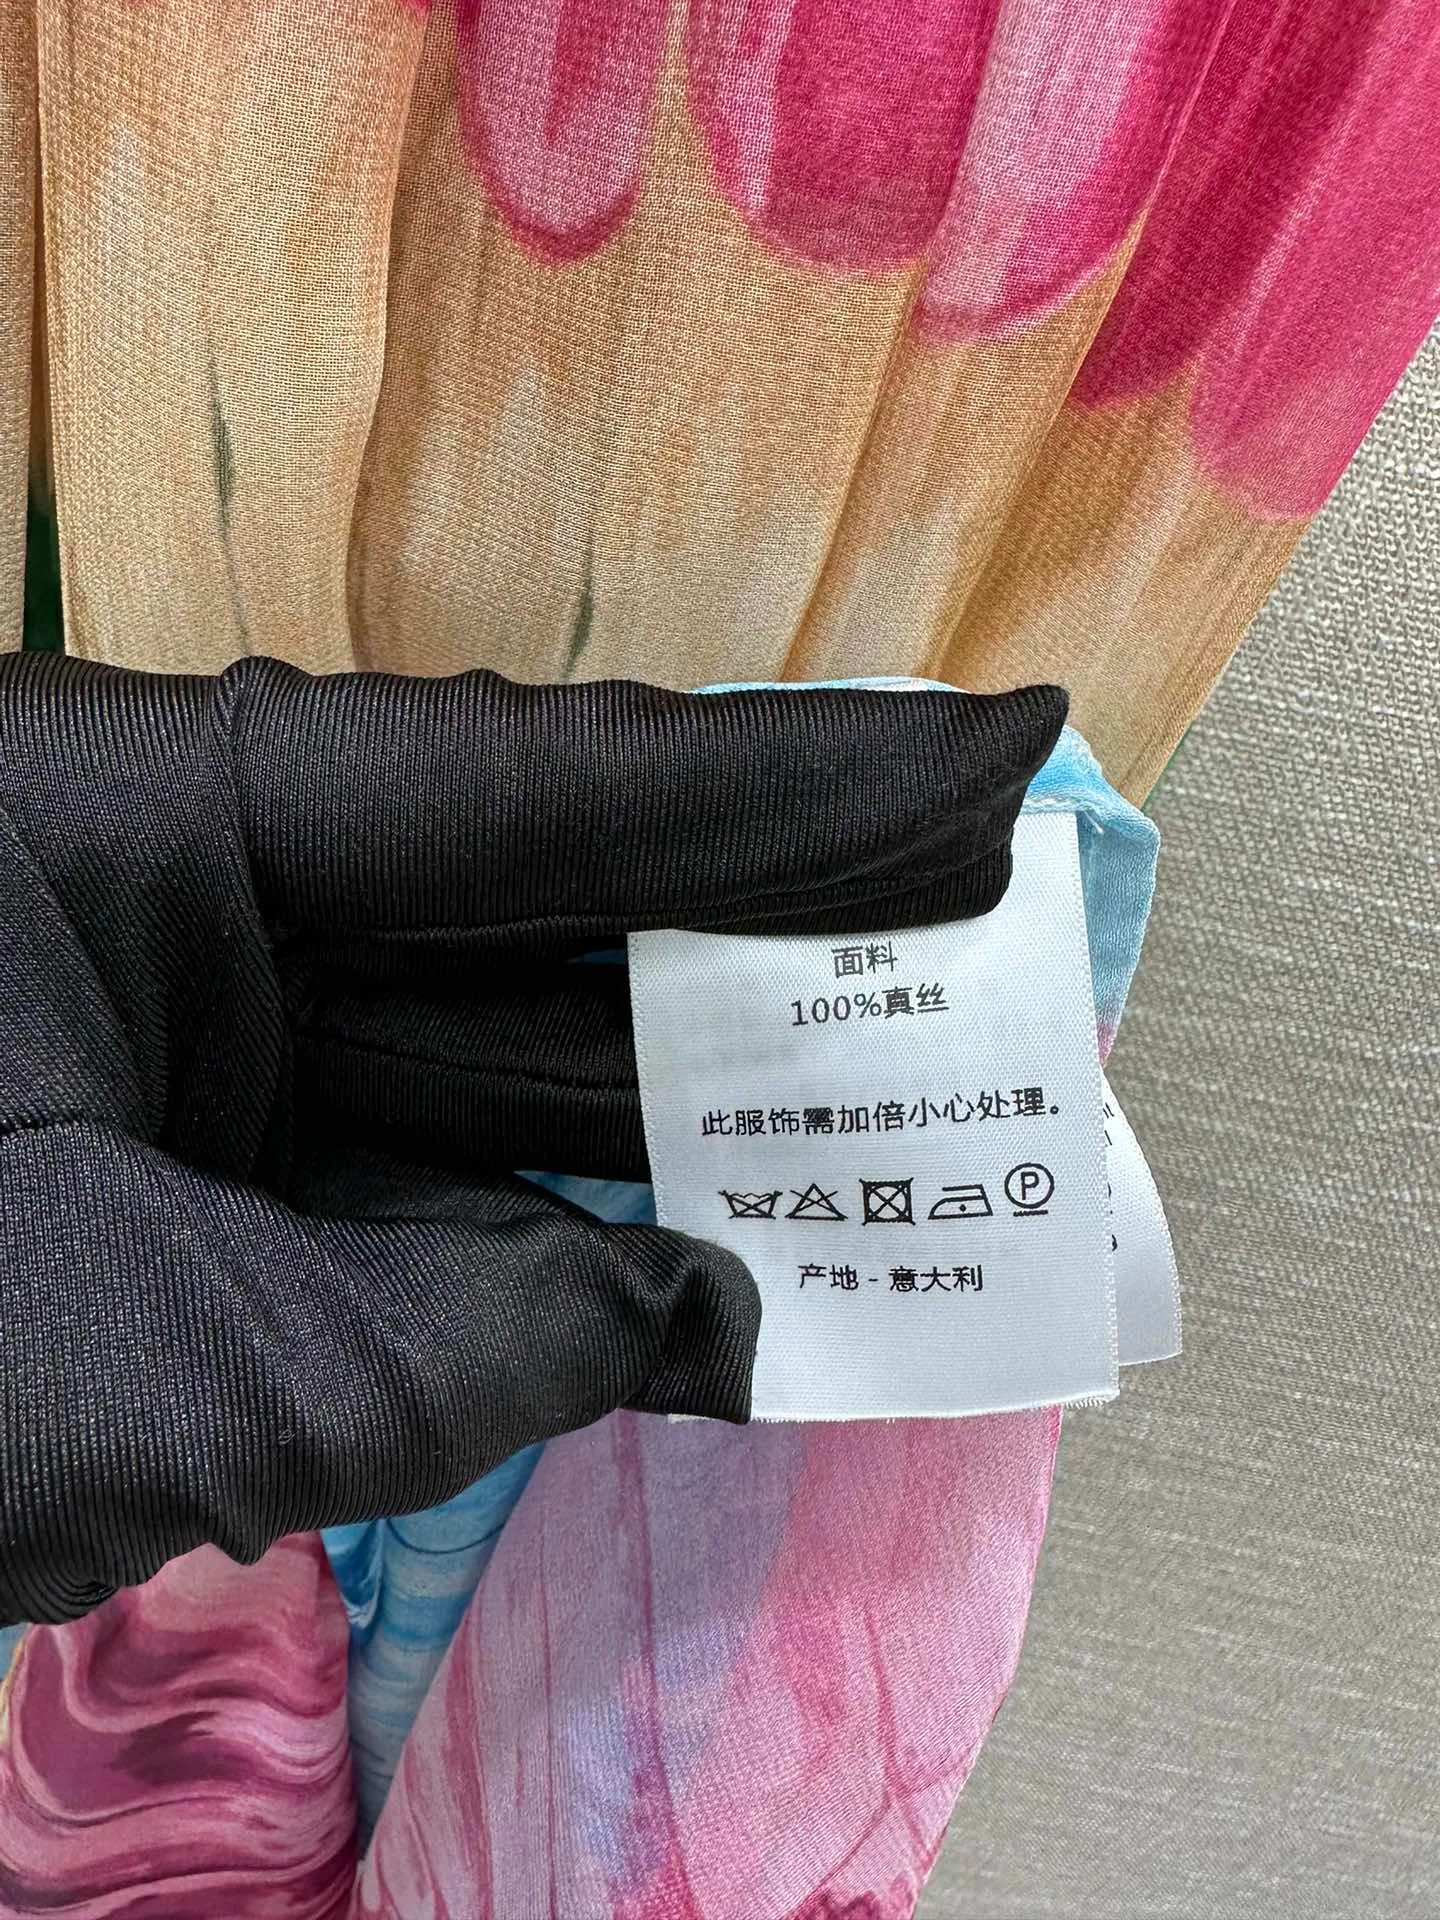 面料
100%真丝
此服饰需加倍小心处理。
P
产地 - 意大利